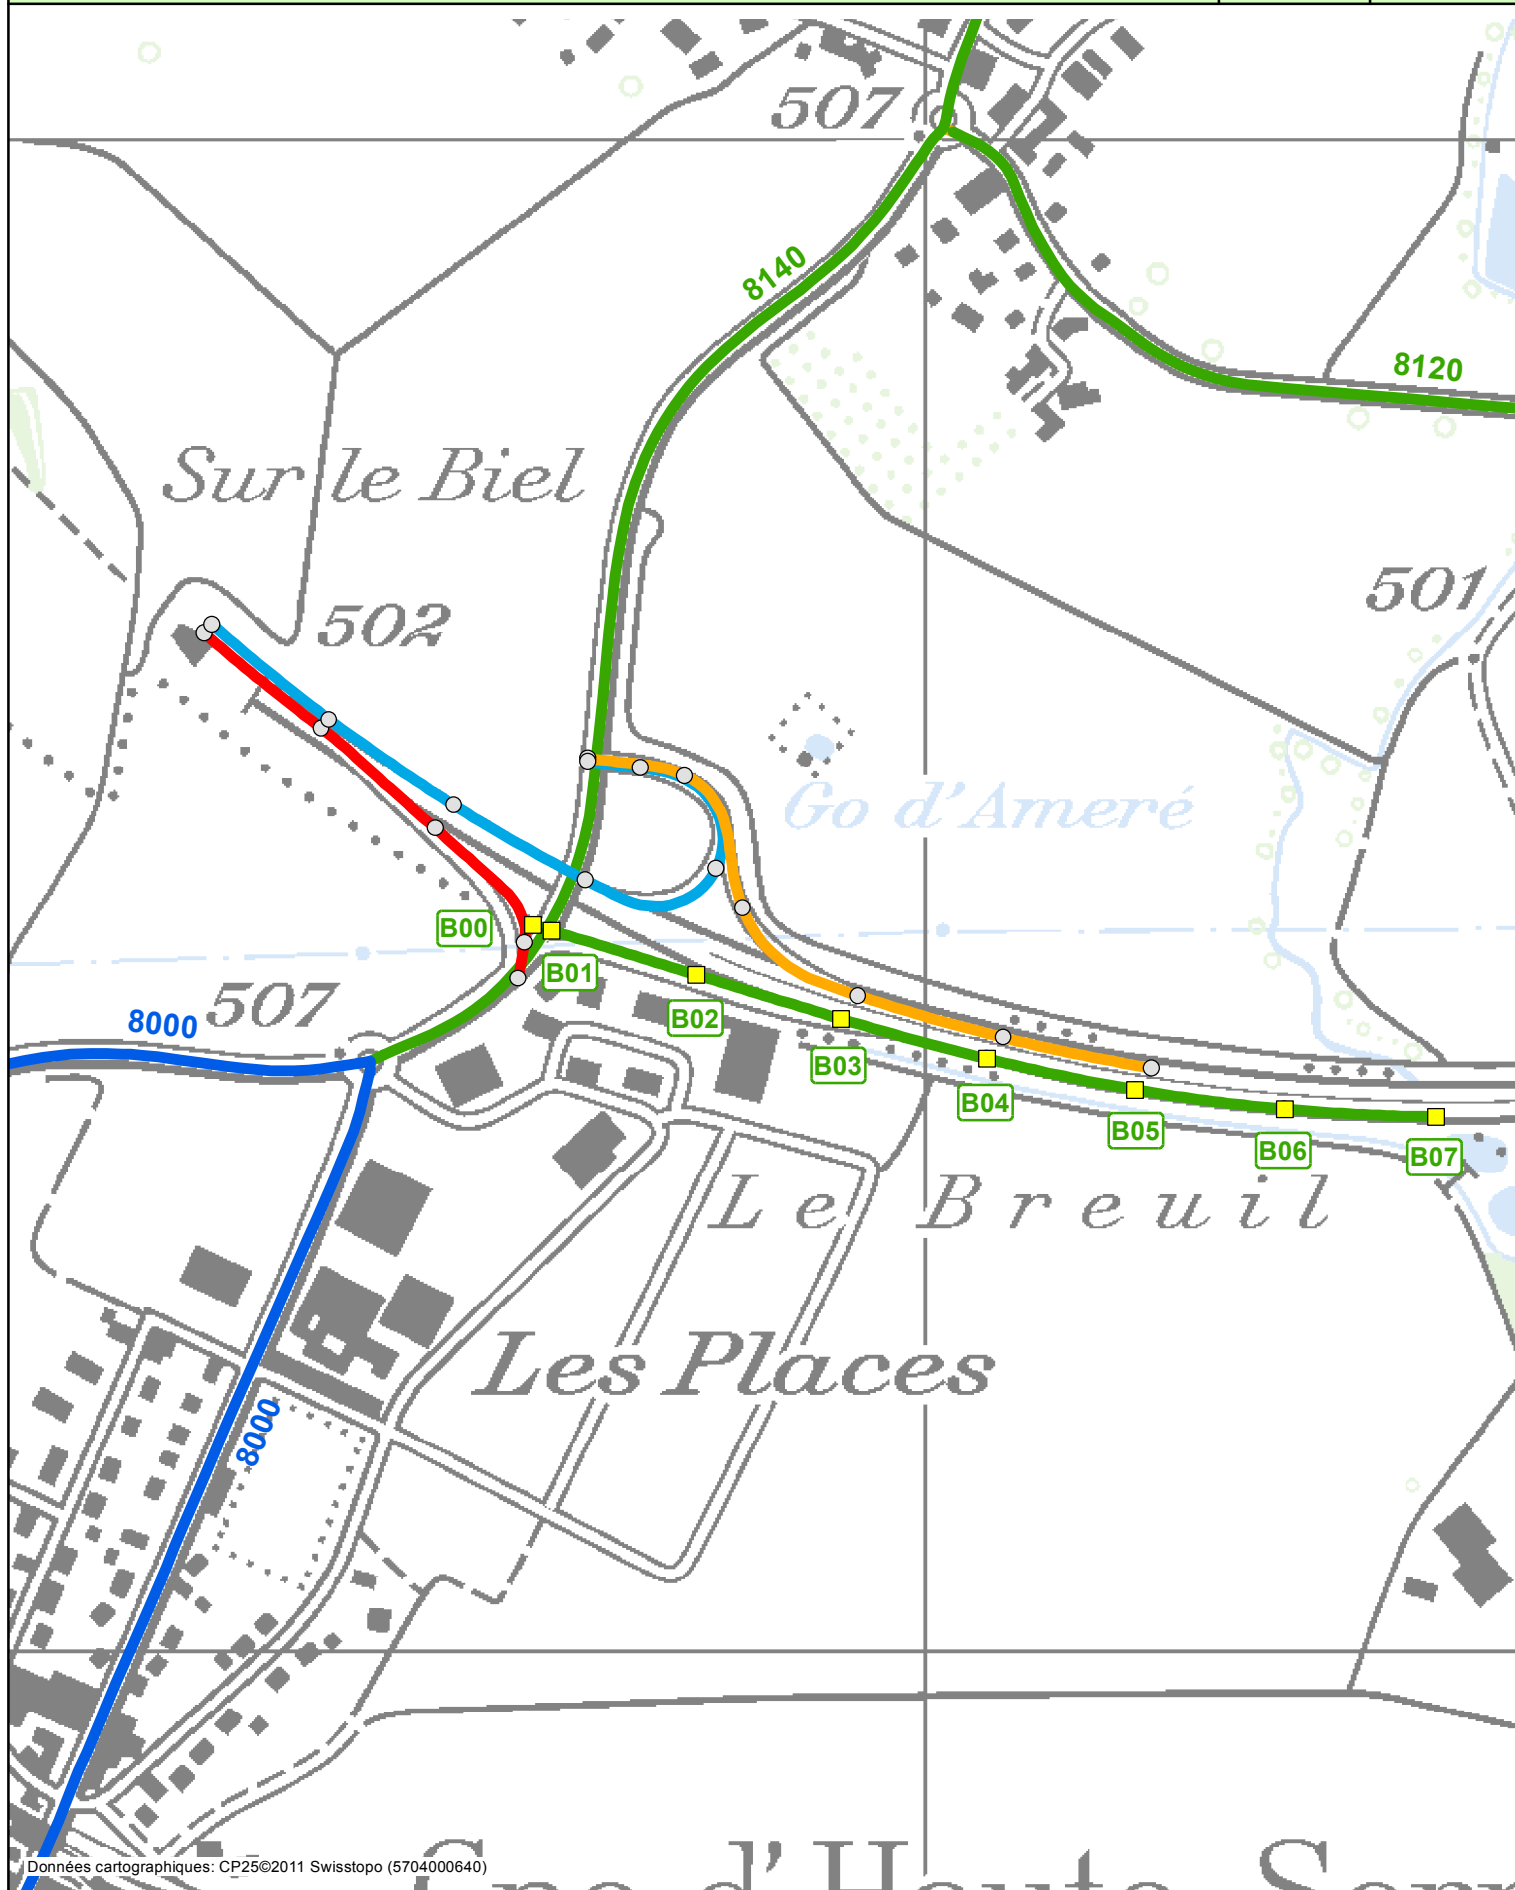 507
8140
8120
Sur le Biel
501
502
Go d'Ameré
B00
B01
507
8000
B02
B03
B04
B05
B06
B07
Le Breuil
Les Places
8000
Données cartographiques: CP25©2011 Swisstopo (5704000640)